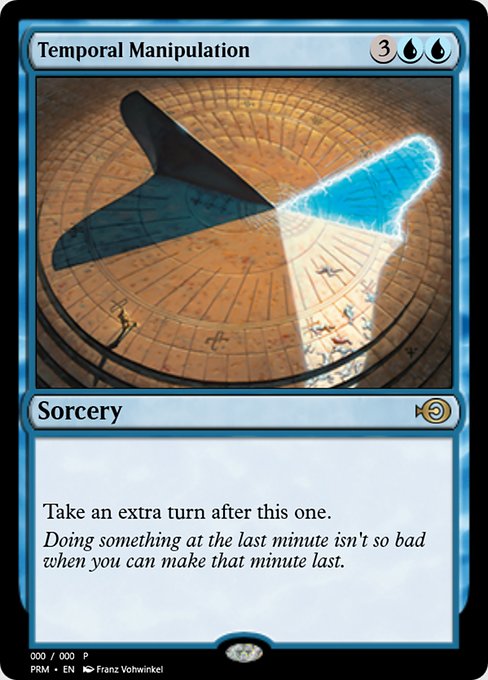 Temporal Manipulation 3
Sorcery
Take an extra turn after this one.
Doing something at the last minute isn't so bad
when you can make that minute last.
000 / 000 P
PRM • EN Franz Vohwinkel